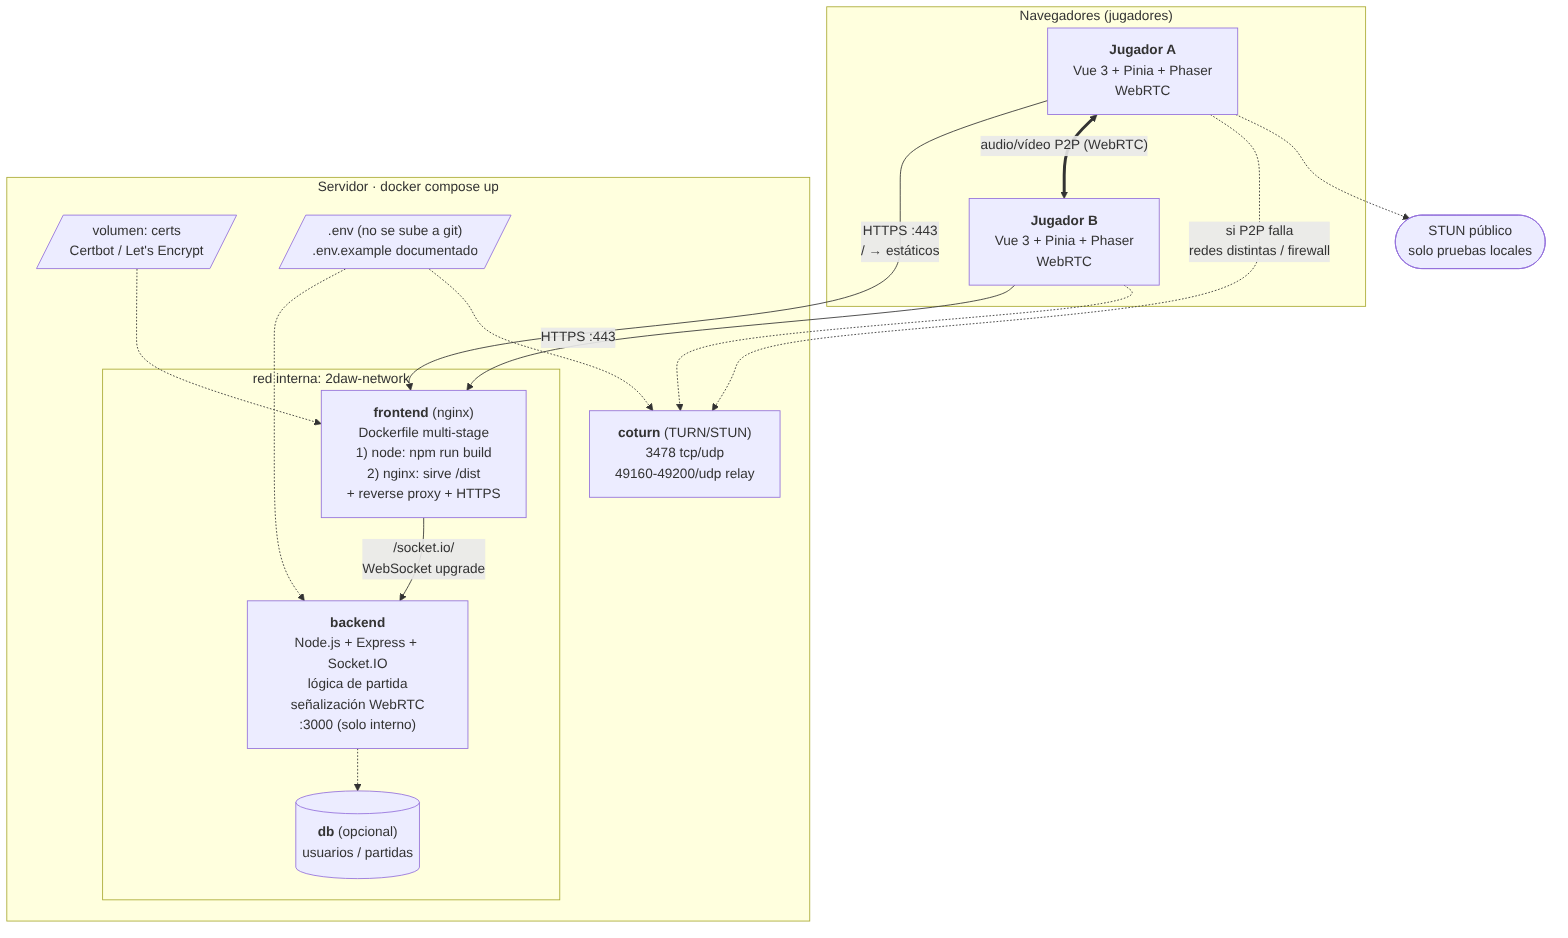 Navegadores (jugadores)
Jugador A
Vue 3 + Pinia + Phaser
WebRTC
audio/vídeo P2P (WebRTC)
Jugador B
Vue 3 + Pinia + Phaser
WebRTC
HTTPS :443
/ → estáticos
si P2P falla
redes distintas / firewall
STUN público
solo pruebas locales
Servidor · docker compose up
volumen: certs
Certbot / Let's Encrypt
.env (no se sube a git)
.env.example documentado
HTTPS :443
red interna: 2daw-network
frontend (nginx)
Dockerfile multi-stage
1) node: npm run build
2) nginx: sirve /dist
+ reverse proxy + HTTPS
coturn (TURN/STUN)
3478 tcp/udp
49160-49200/udp relay
/socket.io/
WebSocket upgrade
backend
Node.js + Express +
Socket.IO
lógica de partida
señalización WebRTC
:3000 (solo interno)
db (opcional)
usuarios / partidas